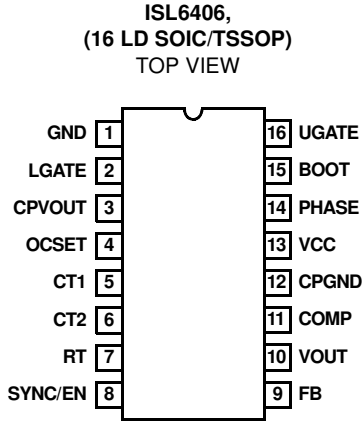 ISL6406,
(16 LD SOIC/TSSOP)
TOP VIEW
GND 1 16 UGATE
LGATE 2 15 BOOT
CPVOUT 3 14 PHASE
OCSET 4 13 VCC
CT1 5 12 CPGND
CT2 6 11 COMP
RT 7 10 VOUT
SYNC/EN 8 9 FB